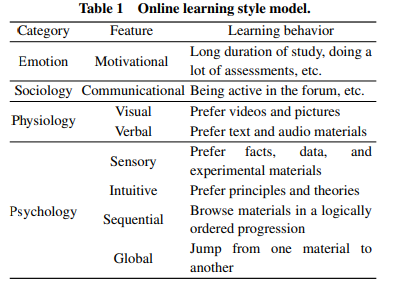 Table 1 Online learning style model.
Category Feature Learning behavior
Emotion Motivational Long duration of study, doing a
lot of assessments, etc.
Sociology Communicational Being active in the forum, etc.
Physiology Visual Prefer videos and pictures
Verbal Prefer text and audio materials
Psychology Sensory Prefer facts, data, and
experimental materials
Intuitive Prefer principles and theories
Sequential Browse materials in a logically
ordered progression
Global Jump from one material to
another